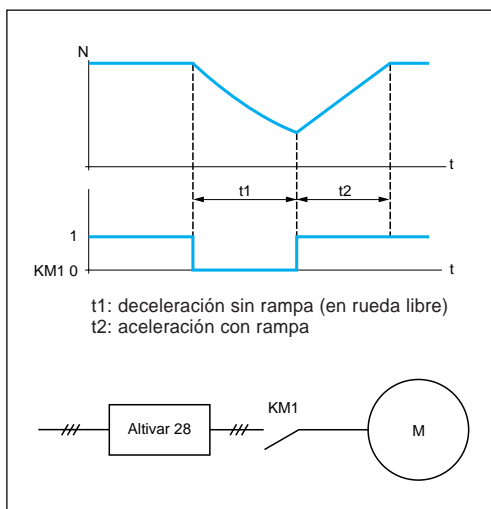 N
t
t1 t2
1
KM1 0
t
t1: deceleración sin rampa (en rueda libre)
t2: aceleración con rampa
KM1
Altivar 28
M